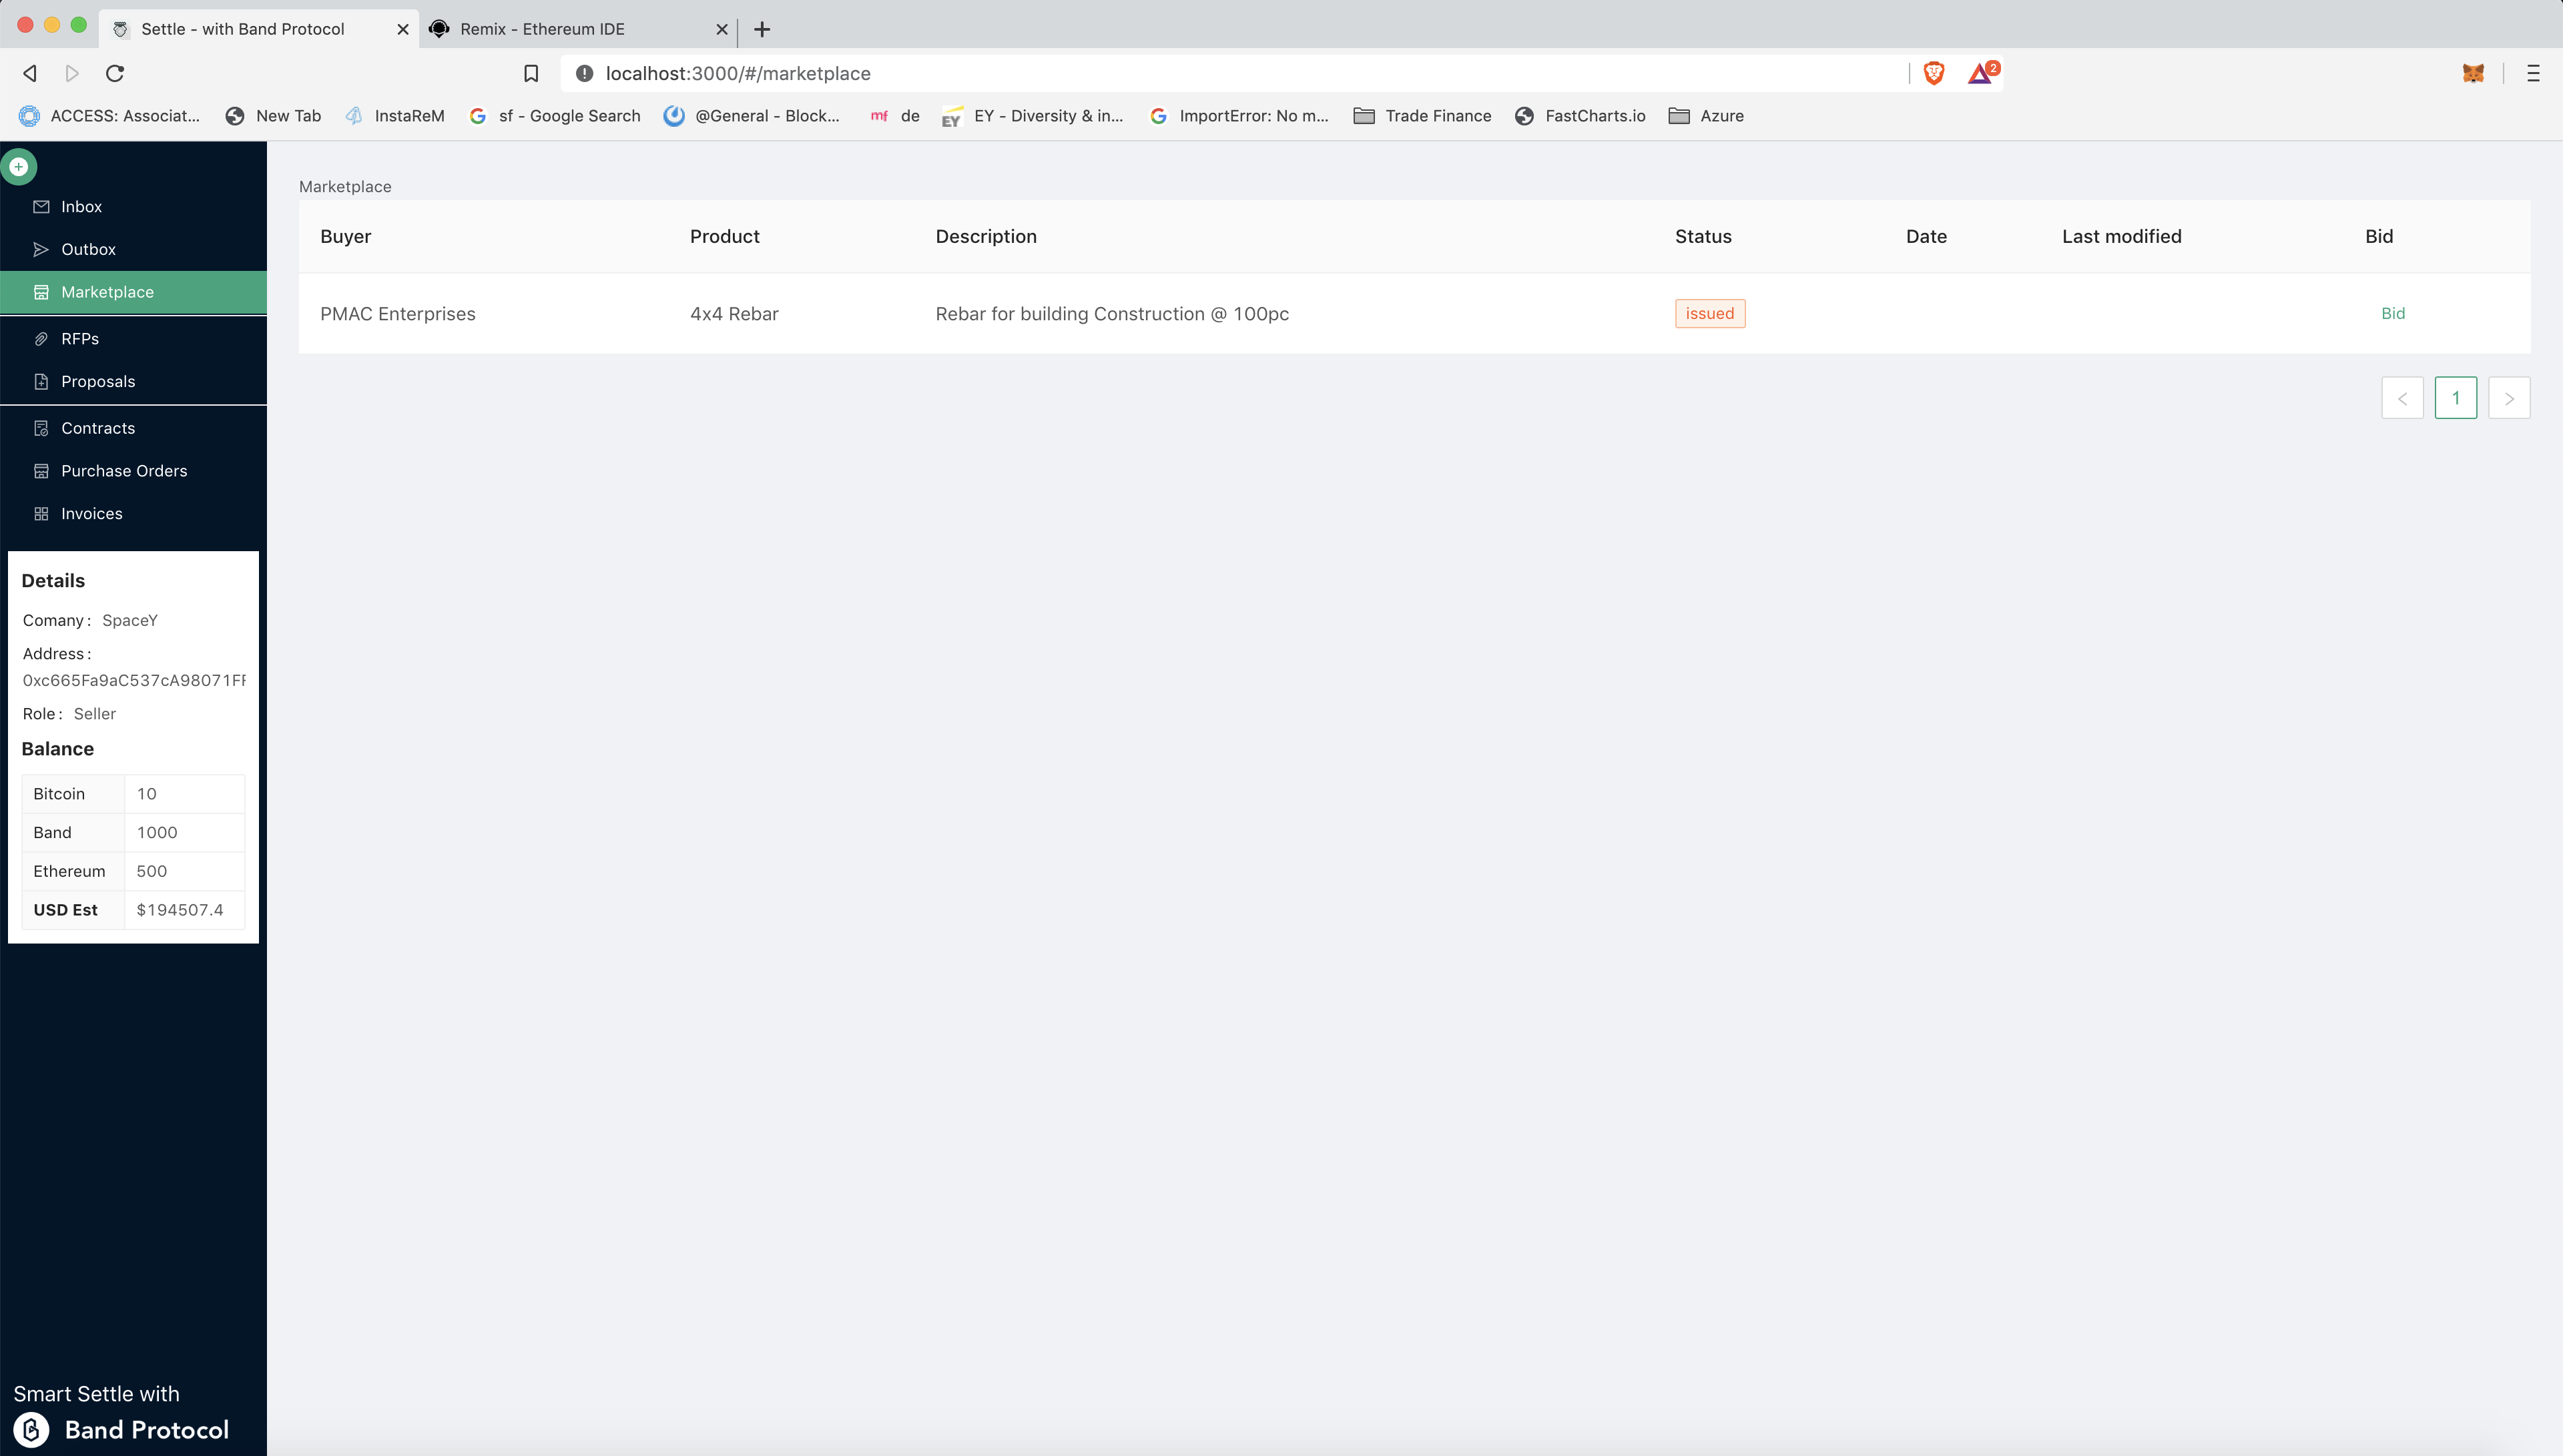 Settle - with Band Protocol
Remix - Ethereum IDE
localhost:3000/#/marketplace
2
ACCESS: Associat...
New Tab
InstaReM
sf - Google Search
@General - Block...
mf de
EY EY - Diversity & in...
ImportError: No m...
Trade Finance
FastCharts.io
Azure
Inbox
Outbox
Marketplace
RFPs
Proposals
Contracts
Purchase Orders
Invoices
Details
Comany: SpaceY
Address:
0xc665Fa9aC537cA98071FF
Role: Seller
Balance
Bitcoin 10
Band 1000
Ethereum 500
USD Est $194507.4
Smart Settle with
Band Protocol
Marketplace
Buyer Product Description Status Date Last modified Bid
PMAC Enterprises 4x4 Rebar Rebar for building Construction @ 100pc issued Bid
< 1 >